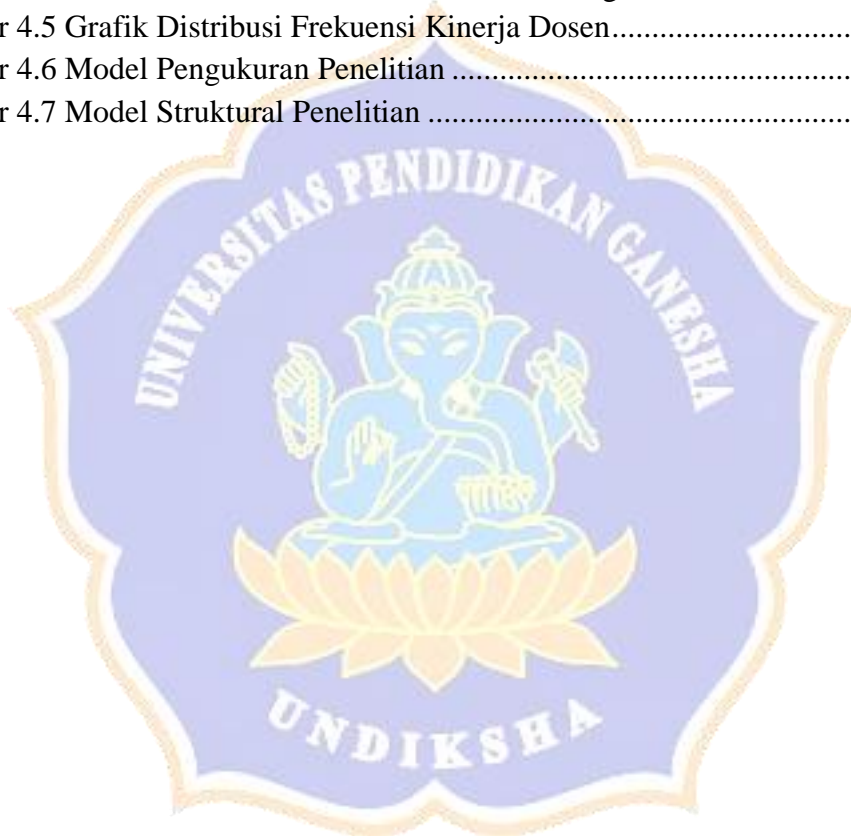 r 4.5 Grafik Distribusi Frekuensi Kinerja Dosen..............................
r 4.6 Model Pengukuran Penelitian ..................................................
r 4.7 Model Struktural Penelitian .....................................................
UNIVERSITAS PENDIDIKAN GANESHA
UNDIKSHA